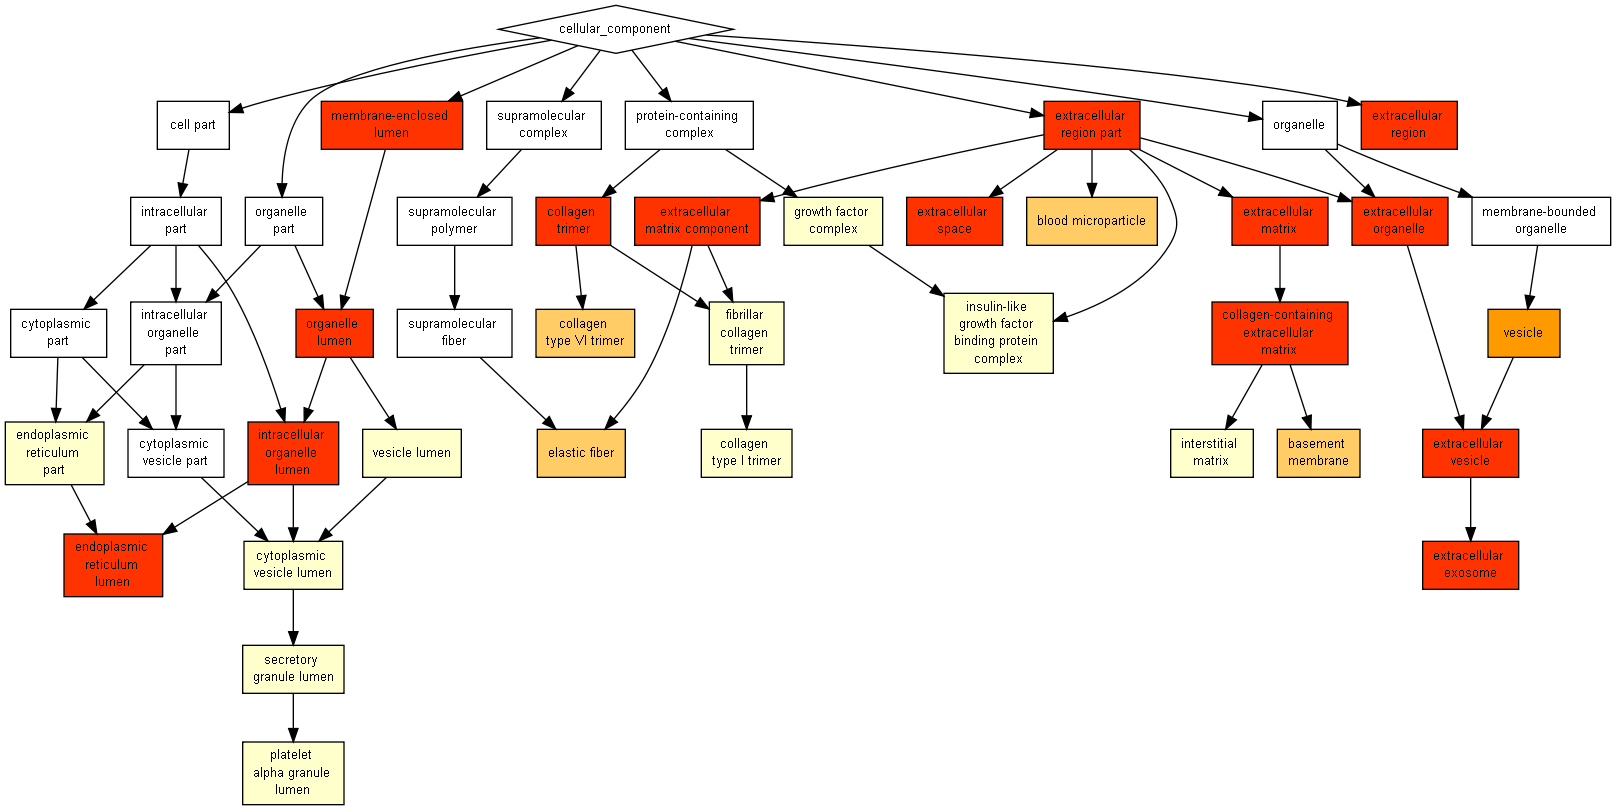 cellular_component
cell part
membrane-enclosed
lumen
supramolecular
complex
protein-containing
complex
extracellular
region part
organelle
extracellular
region
intracellular
part
organelle
part
supramolecular
polymer
collagen
trimer
extracellular
matrix component
growth factor
complex
extracellular
space
blood microparticle
extracellular
matrix
extracellular
organelle
membrane-bounded
organelle
cytoplasmic
part
intracellular
organelle
part
organelle
lumen
supramolecular
fiber
collagen
type VI trimer
fibrillar
collagen
trimer
insulin-like
growth factor
binding protein
complex
collagen-containing
extracellular
matrix
vesicle
endoplasmic
reticulum
part
cytoplasmic
vesicle part
intracellular
organelle
lumen
vesicle lumen
elastic fiber
collagen
type I trimer
interstitial
matrix
basement
membrane
extracellular
vesicle
endoplasmic
reticulum
lumen
cytoplasmic
vesicle lumen
extracellular
exosome
secretory
granule lumen
platelet
alpha granule
lumen